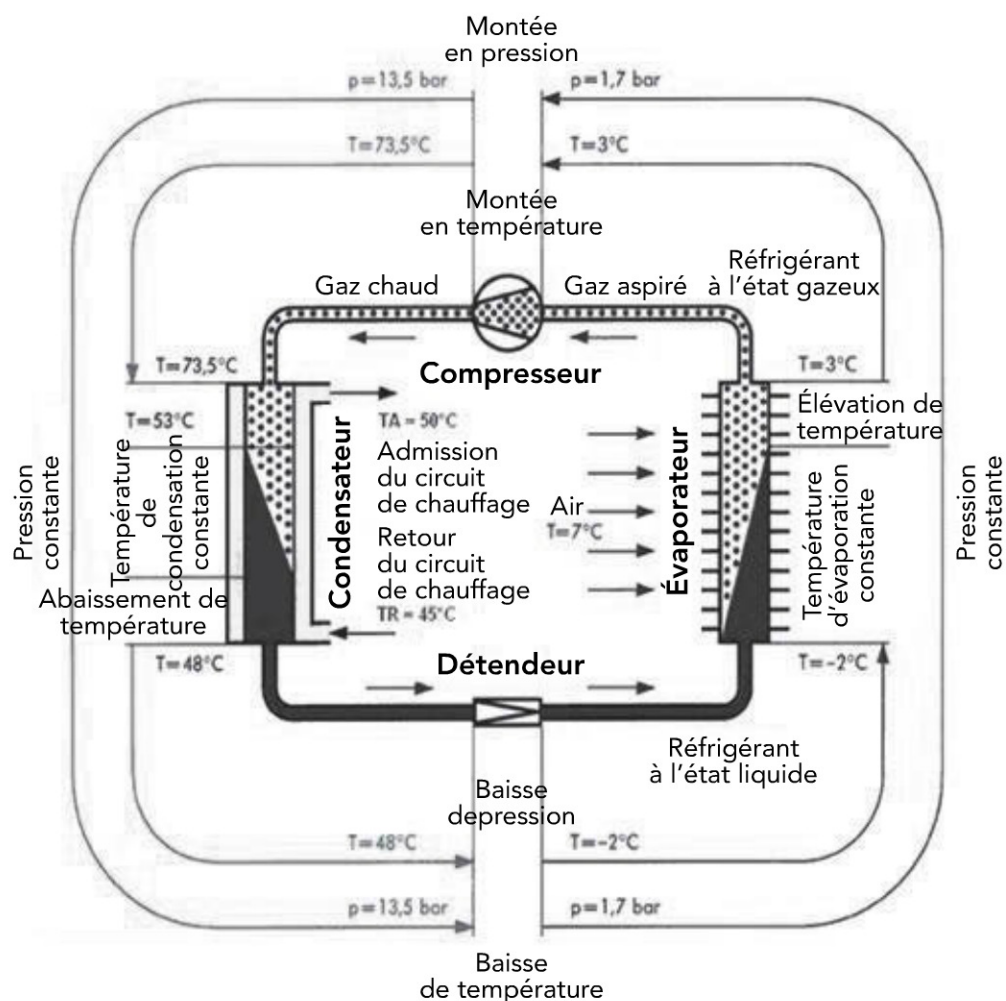 Montée
en pression
p=13,5 bar
p=1,7 bar
T=73,5°C
T=3°C
Montée
en température
Gaz chaud
Gaz aspiré
Réfrigérant
à l'état gazeux
T=73,5°C
Compresseur
T=3°C
T=53°C
TA = 50°C
Élévation de
température
Admission
du circuit
de chauffage
Air
T=7°C
Retour
du circuit
de chauffage
TR = 45°C
Condensateur
Évaporateur
Pression
constante
Température
de
condensation
constante
Température
d'évaporation
constante
Pression
constante
Abaissement de
température
T=48°C
Détendeur
T=-2°C
Réfrigérant
à l'état liquide
Baisse
depression
T=48°C
T=-2°C
p=13,5 bar
p=1,7 bar
Baisse
de température